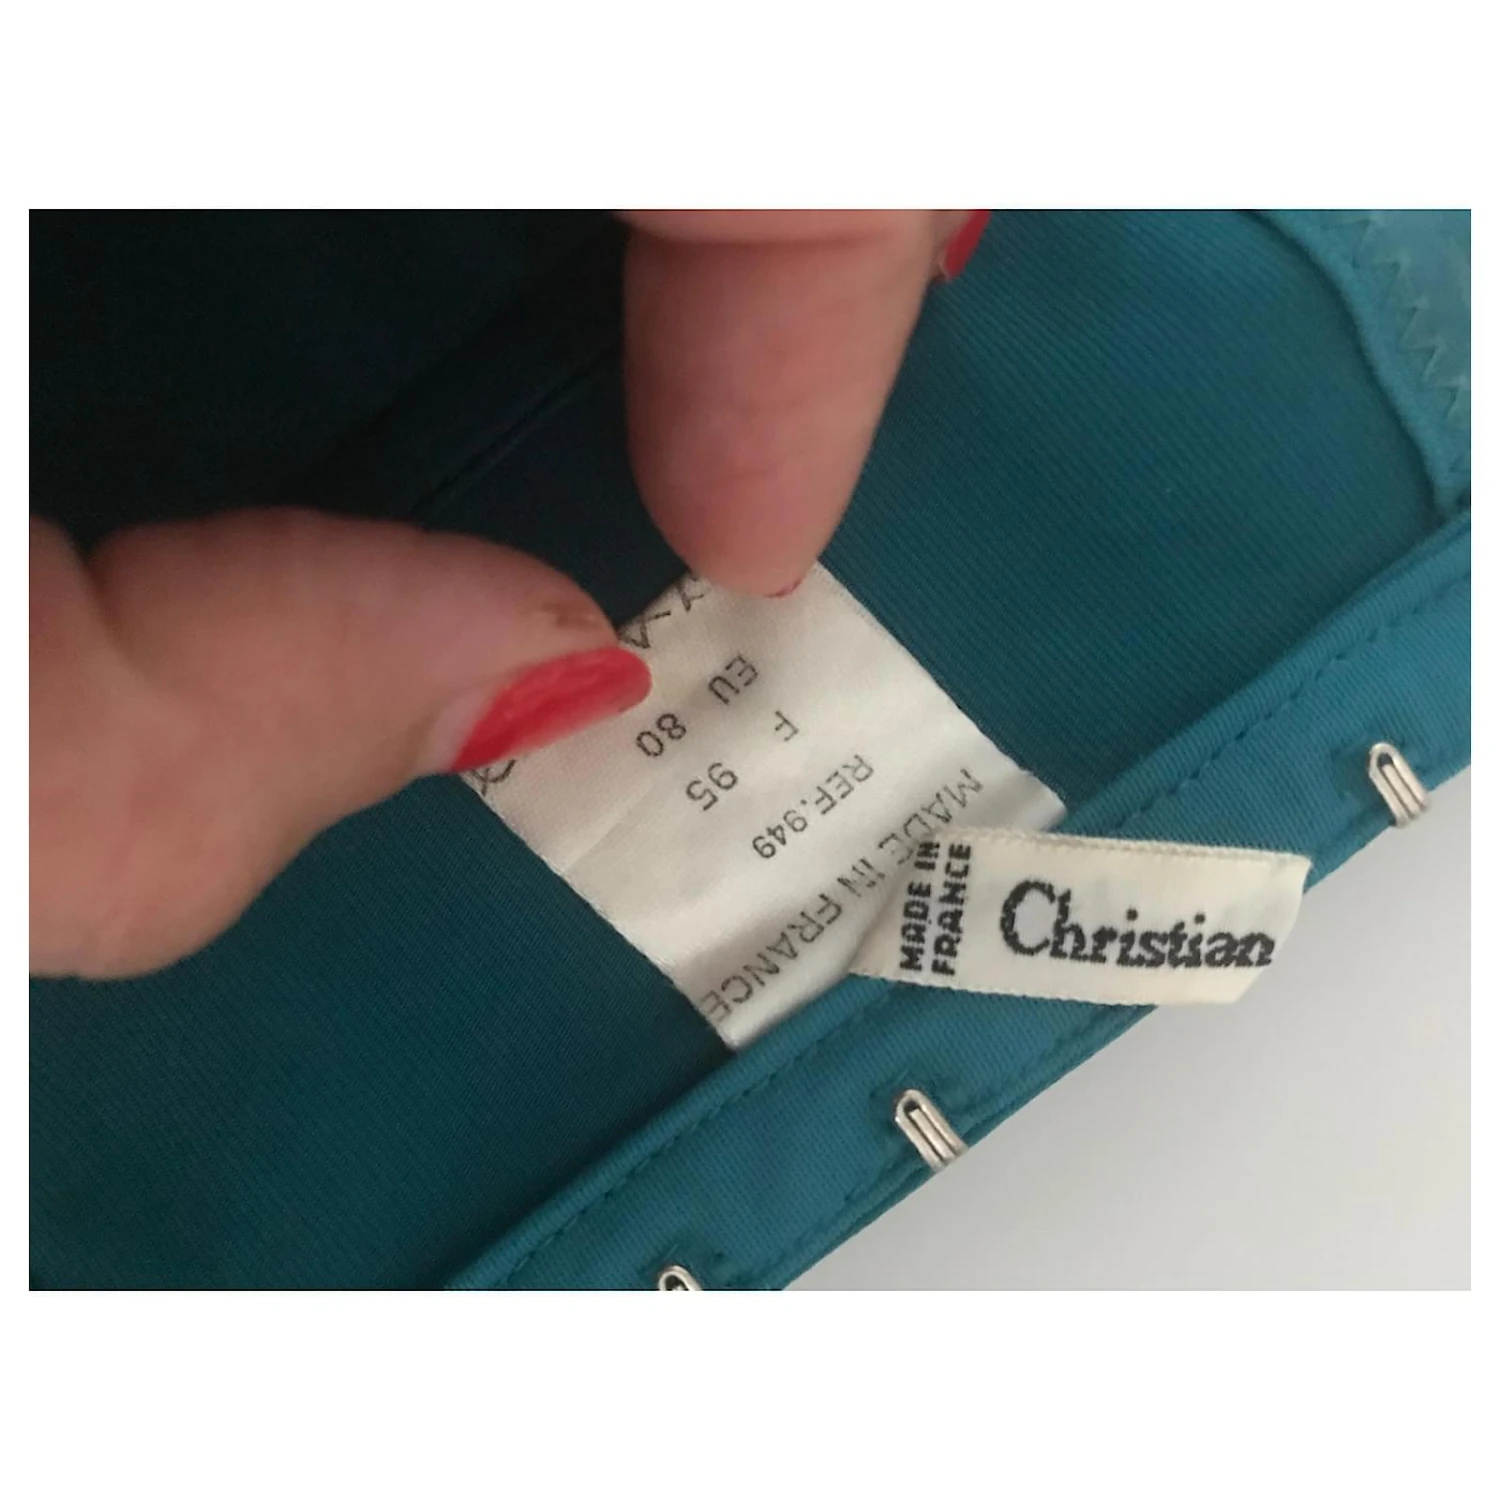 EU 80
F 95
REF.949
MADE IN FRANCE
MADE IN
FRANCE
Christian